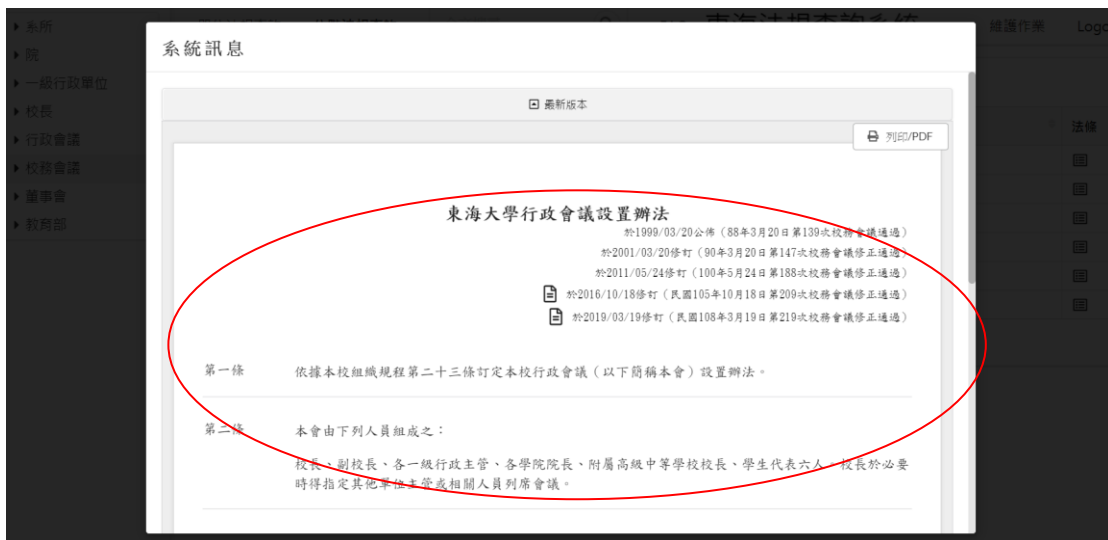 系所
院
一級行政單位
校長
行政會議
校務會議
董事會
教育部
東海法規查詢系統
維護作業
Logo
法條
系統訊息
最新版本
列印/PDF
東海大學行政會議設置辦法
於1999/03/20公佈(88年3月20日第139次校務會議通過)
於2001/03/20修訂(90年3月20日第147次校務會議修正通過)
於2011/05/24修訂(100年5月24日第188次校務會議修正通過)
於2016/10/18修訂(民國105年10月18日第209次校務會議修正通過)
於2019/03/19修訂(民國108年3月19日第219次校務會議修正通過)
第一條 依據本校組織規程第二十三條訂定本校行政會議(以下簡稱本會)設置辦法。
第二條 本會由下列人員組成之:
校長、副校長、各一級行政主管、各學院院長、附屬高級中等學校校長、學生代表六人。校長於必要
時得指定其他單位主管或相關人員列席會議。